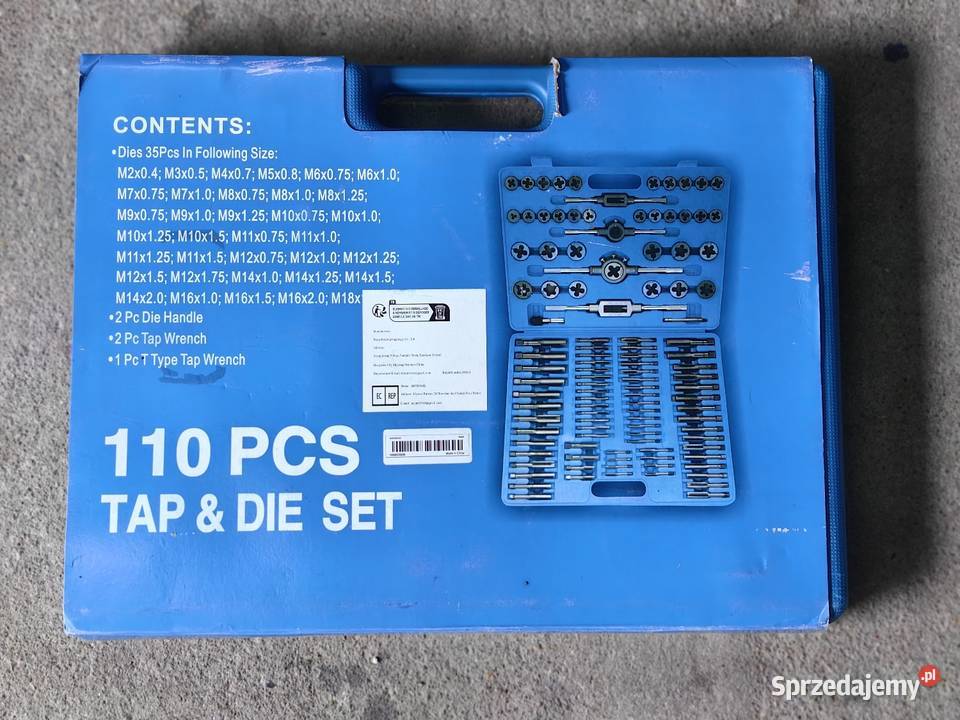 CONTENTS:
•Dies 35Pcs In Following Size:
M2x0.4; M3x0.5; M4x0.7; M5x0.8; M6x0.75; M6x1.0;
M7x0.75; M7x1.0; M8x0.75; M8x1.0; M8x1.25;
M9x0.75; M9x1.0; M9x1.25; M10x0.75; M10x1.0;
M10x1.25; M10x1.5; M11x0.75; M11x1.0;
M11x1.25; M11x1.5; M12x0.75; M12x1.0; M12x1.25;
M12x1.5; M12x1.75; M14x1.0; M14x1.25; M14x1.5;
M14x2.0; M16x1.0; M16x1.5; M16x2.0; M18x
•2 Pc Die Handle
•2 Pc Tap Wrench
•1 Pc T Type Tap Wrench
EC REP
110 PCS
TAP & DIE SET
Made in China
Sprzedajemy.pl